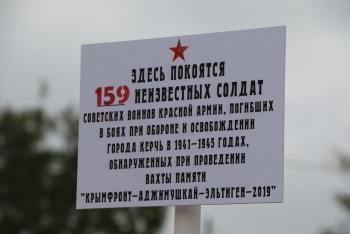 ЗДЕСЬ ПОКОЯТСЯ
159 НЕИЗВЕСТНЫХ СОЛДАТ
СОВЕТСКИХ ВОИНОВ КРАСНОЙ АРМИИ, ПОГИБШИХ
В БОЯХ ПРИ ОБОРОНЕ И ОСВОБОЖДЕНИИ
ГОРОДА КЕРЧЬ В 1941-1945 ГОДАХ,
ОБНАРУЖЕННЫХ ПРИ ПРОВЕДЕНИИ
ВАХТЫ ПАМЯТИ
"КРЫМФРОНТ-АДЖИМУШКАЙ-ЭЛЬТИГЕН-2019"